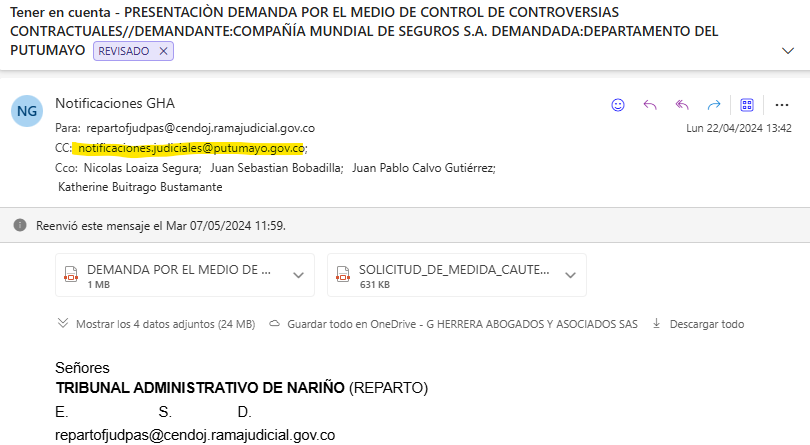 Tener en cuenta - PRESENTACIÒN DEMANDA POR EL MEDIO DE CONTROL DE CONTROVERSIAS
CONTRACTUALES//DEMANDANTE:COMPAÑÍA MUNDIAL DE SEGUROS S.A. DEMANDADA:DEPARTAMENTO DEL
PUTUMAYO REVISADO ×
NG
Notificaciones GHA
Para: repartofjudpas@cendoj.ramajudicial.gov.co
Lun 22/04/2024 13:42
CC: notificaciones.judiciales@putumayo.gov.co;
Cco: Nicolas Loaiza Segura; Juan Sebastian Bobadilla; Juan Pablo Calvo Gutiérrez;
Katherine Buitrago Bustamante
Reenvió este mensaje el Mar 07/05/2024 11:59.
DEMANDA POR EL MEDIO DE ...
1 MB
SOLICITUD_DE_MEDIDA_CAUTE...
631 KB
Mostrar los 4 datos adjuntos (24 MB) Guardar todo en OneDrive - G HERRERA ABOGADOS Y ASOCIADOS SAS Descargar todo
Señores
TRIBUNAL ADMINISTRATIVO DE NARIÑO (REPARTO)
E. S. D.
repartofjudpas@cendoj.ramajudicial.gov.co